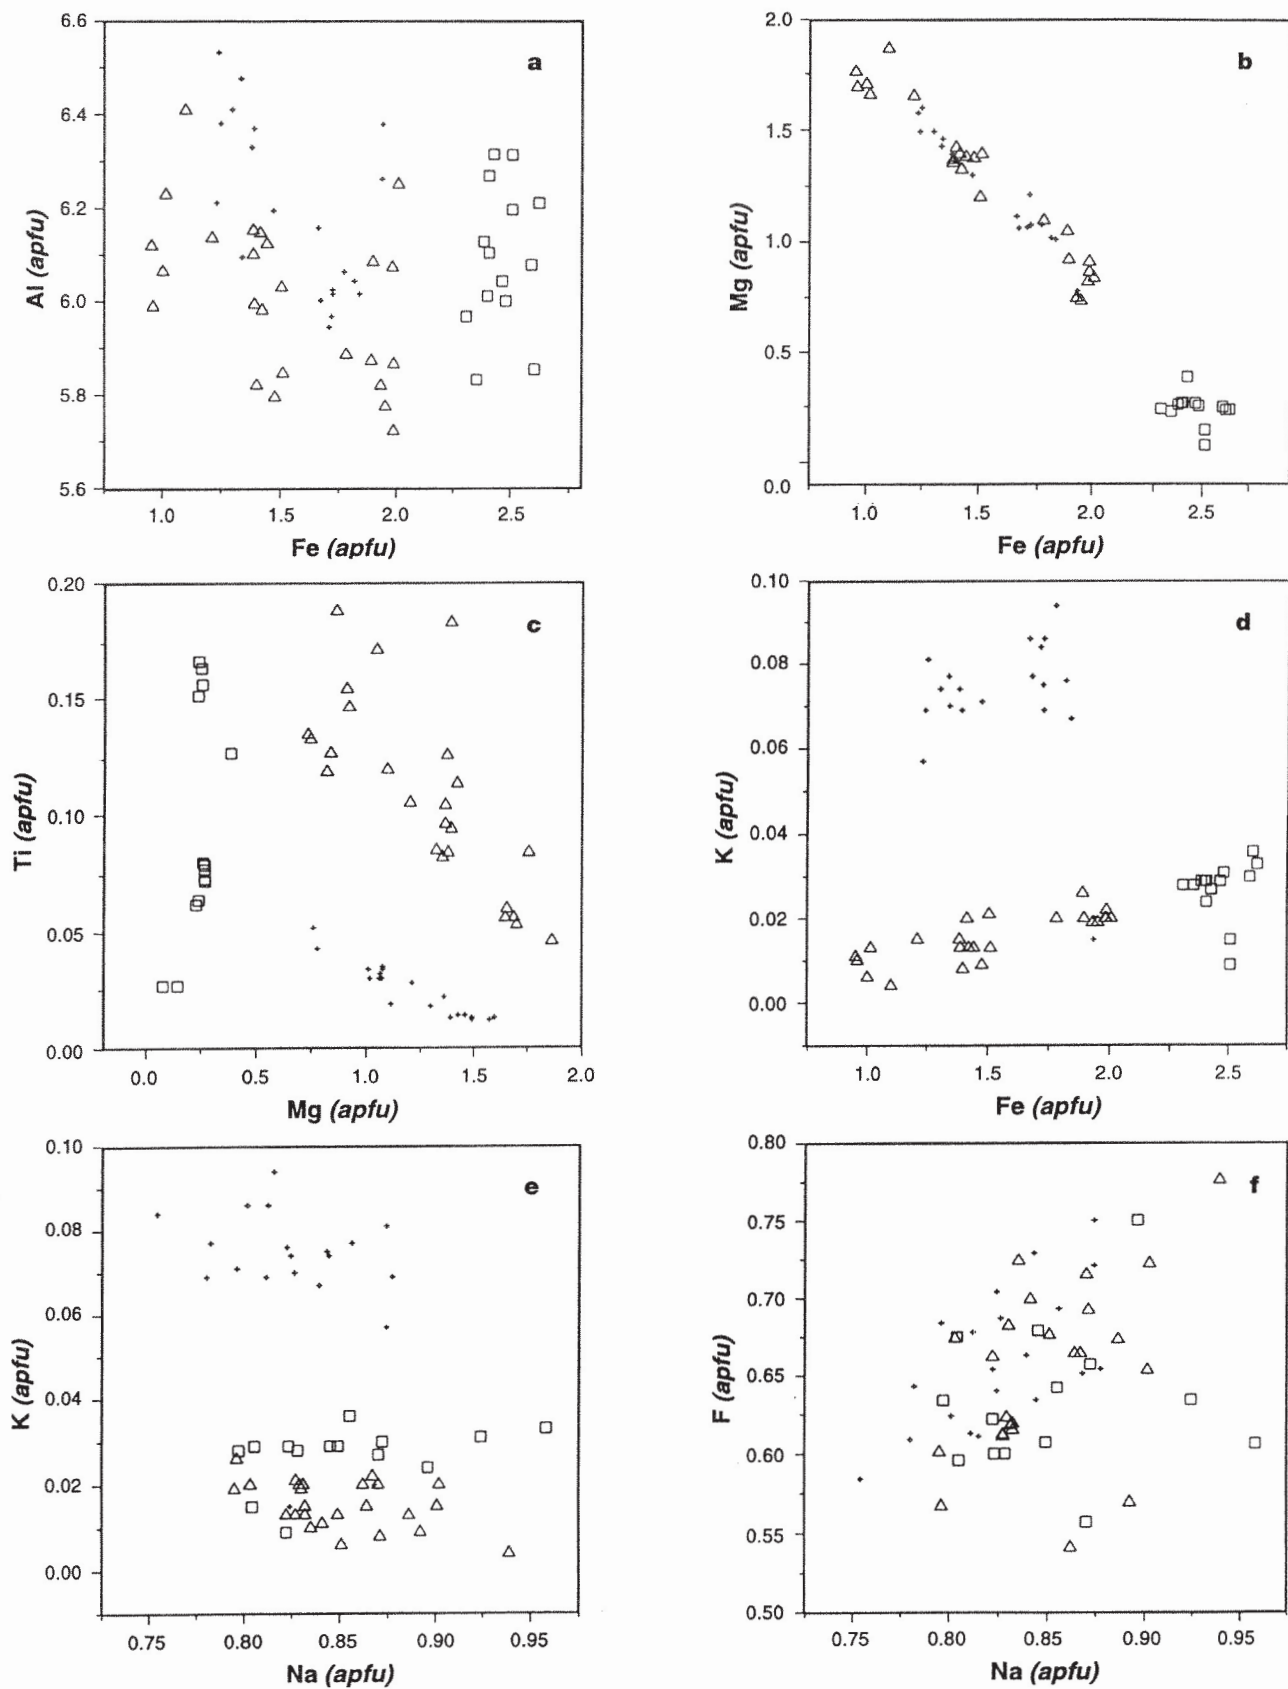 6.6
6.4
6.2
6.0
5.8
5.6
Al (apfu)
a
1.0 1.5 2.0 2.5
Fe (apfu)
2.0
1.5
1.0
0.5
0.0
Mg (apfu)
b
1.0 1.5 2.0 2.5
Fe (apfu)
0.20
0.15
0.10
0.05
0.00
Ti (apfu)
c
0.0 0.5 1.0 1.5 2.0
Mg (apfu)
0.10
0.08
0.06
0.04
0.02
0.00
K (apfu)
d
1.0 1.5 2.0 2.5
Fe (apfu)
0.10
0.08
0.06
0.04
0.02
0.00
K (apfu)
e
0.75 0.80 0.85 0.90 0.95
Na (apfu)
0.80
0.75
0.70
0.65
0.60
0.55
0.50
F (apfu)
f
0.75 0.80 0.85 0.90 0.95
Na (apfu)